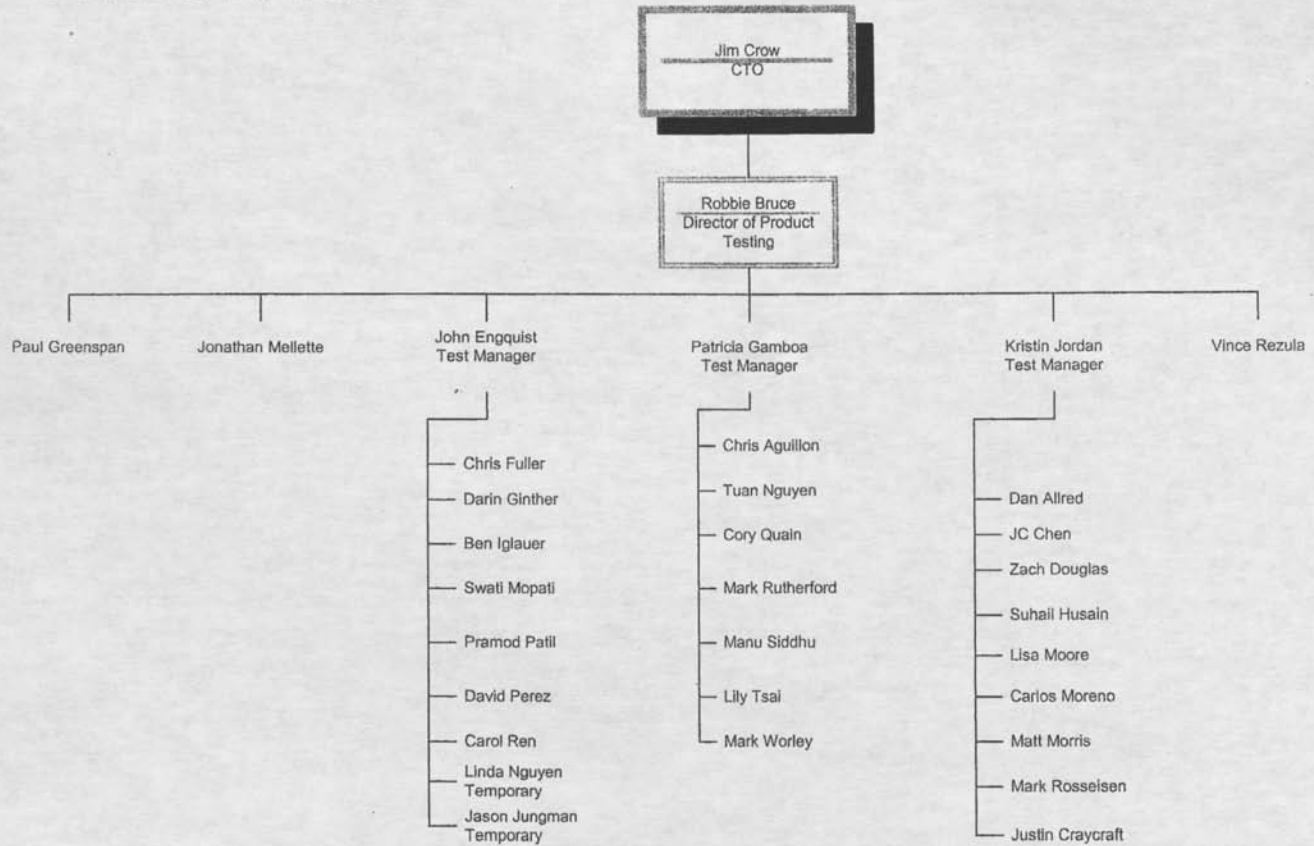 Jim Crow
CTO
Robbie Bruce
Director of Product
Testing
Paul Greenspan
Jonathan Mellette
John Engquist
Test Manager
Patricia Gamboa
Test Manager
Kristin Jordan
Test Manager
Vince Rezula
Chris Fuller
Darin Ginther
Ben Iglauer
Swati Mopati
Pramod Patil
David Perez
Carol Ren
Linda Nguyen
Temporary
Jason Jungman
Temporary
Chris Aguillon
Tuan Nguyen
Cory Quain
Mark Rutherford
Manu Siddhu
Lily Tsai
Mark Worley
Dan Allred
JC Chen
Zach Douglas
Suhail Husain
Lisa Moore
Carlos Moreno
Matt Morris
Mark Rosseisen
Justin Craycraft